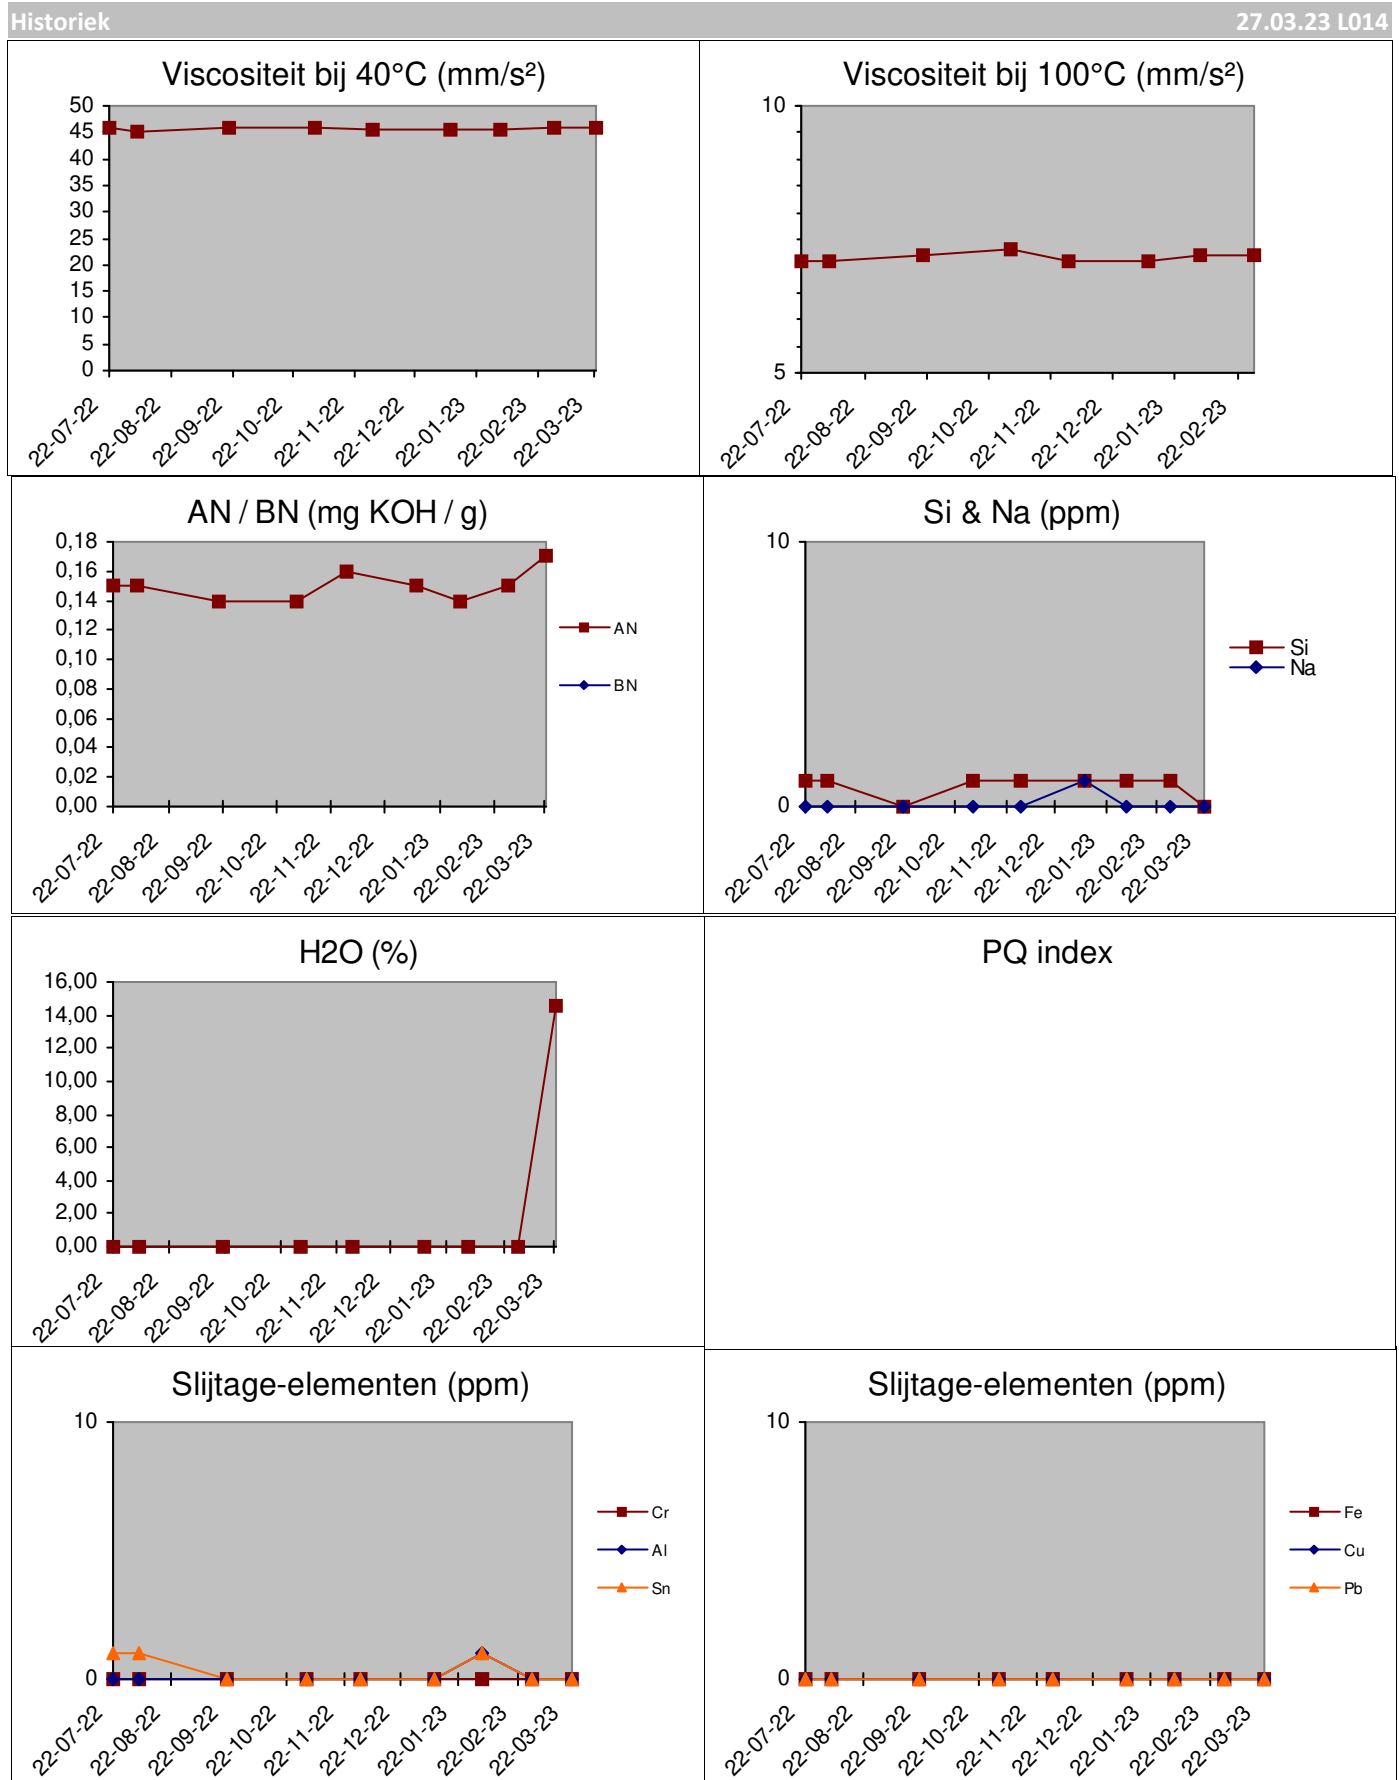 Historiek 27.03.23 L014
Viscositeit bij 40°C (mm/s²)
50
45
40
35
30
25
20
15
10
5
0
22-07-22 22-08-22 22-09-22 22-10-22 22-11-22 22-12-22 22-01-23 22-02-23 22-03-23
Viscositeit bij 100°C (mm/s²)
10
5
22-07-22 22-08-22 22-09-22 22-10-22 22-11-22 22-12-22 22-01-23 22-02-23
AN / BN (mg KOH / g)
0,18
0,16
0,14
0,12
0,10
0,08
0,06
0,04
0,02
0,00
22-07-22 22-08-22 22-09-22 22-10-22 22-11-22 22-12-22 22-01-23 22-02-23 22-03-23
AN
BN
Si & Na (ppm)
10
0
22-07-22 22-08-22 22-09-22 22-10-22 22-11-22 22-12-22 22-01-23 22-02-23 22-03-23
Si
Na
H2O (%)
16,00
14,00
12,00
10,00
8,00
6,00
4,00
2,00
0,00
22-07-22 22-08-22 22-09-22 22-10-22 22-11-22 22-12-22 22-01-23 22-02-23 22-03-23
PQ index
Slijtage-elementen (ppm)
10
0
22-07-22 22-08-22 22-09-22 22-10-22 22-11-22 22-12-22 22-01-23 22-02-23 22-03-23
Cr
Al
Sn
Slijtage-elementen (ppm)
10
0
22-07-22 22-08-22 22-09-22 22-10-22 22-11-22 22-12-22 22-01-23 22-02-23 22-03-23
Fe
Cu
Pb